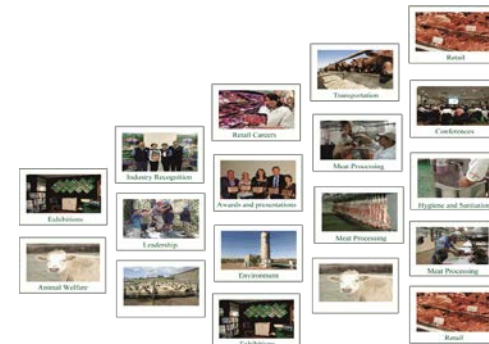 Exhibitions
Animal Welfare
Industry Recognition
Leadership
Retail Careers
Awards and presentations
Environment
Exhibitions
Transportation
Meat Processing
Meat Processing
Retail
Conferences
Hygiene and Sanitation
Meat Processing
Retail